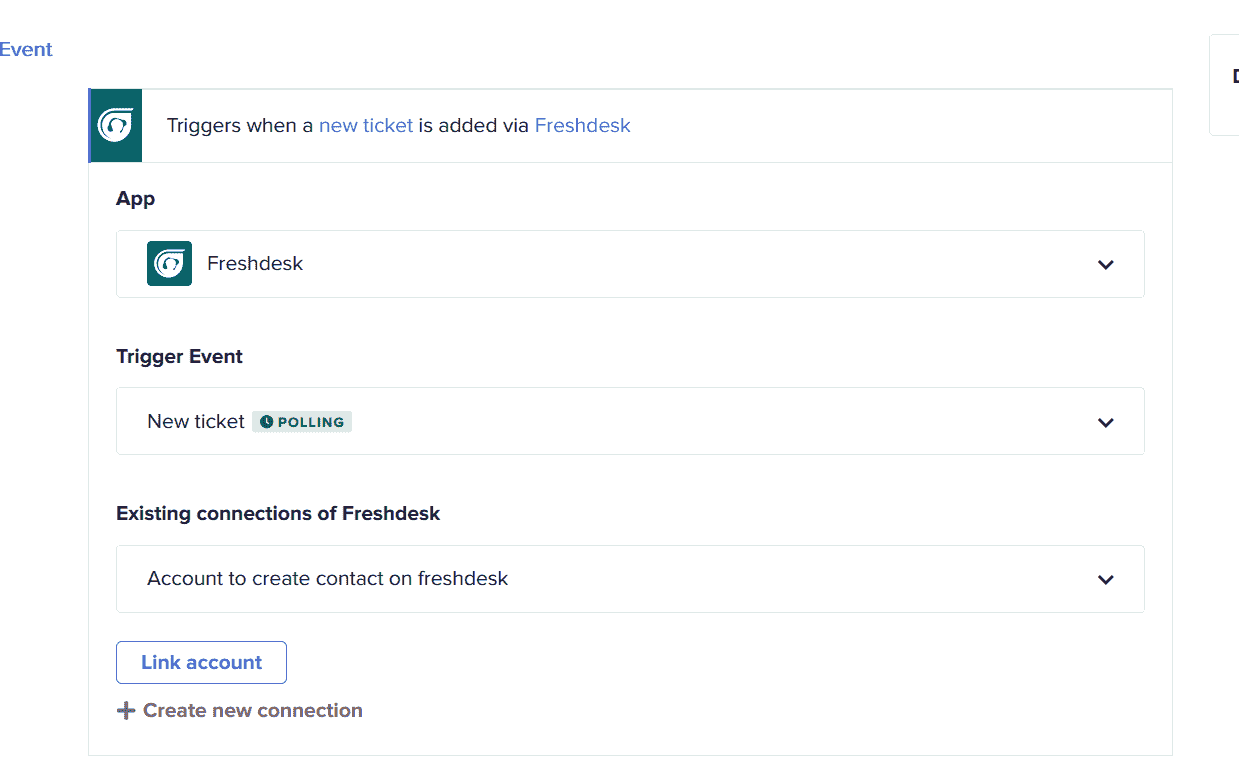 Event
Triggers when a new ticket is added via Freshdesk
App
Freshdesk
Trigger Event
New ticket POLLING
Existing connections of Freshdesk
Account to create contact on freshdesk
Link account
Create new connection